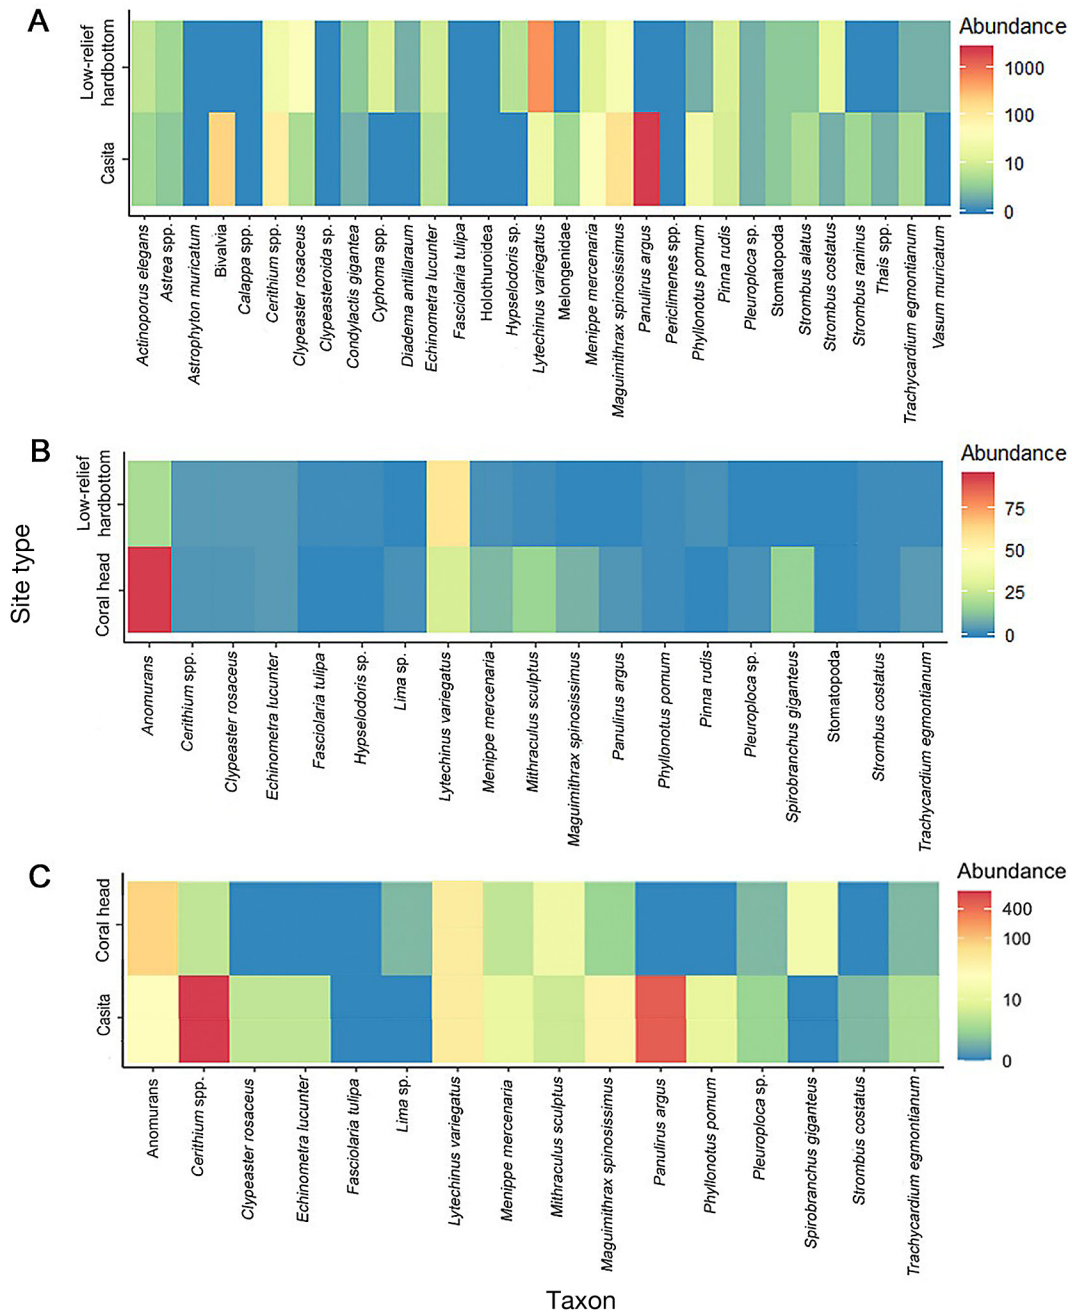 A
Low-relief
hardbottom
Casita
Abundance
1000
100
10
0
Actinoporus elegans
Astrea spp.
Astrophyton muricatum
Bivalvia
Calappa spp.
Cerithium spp.
Clypeaster rosaceus
Clypeasteroida sp.
Condylactis gigantea
Cyphoma spp.
Diadema antillaraum
Echinometra lucunter
Fasciolaria tulipa
Holothuroidea
Hypselodoris sp.
Lytechinus variegatus
Melongenidae
Menippe mercenaria
Maguimithrax spinosissimus
Panulirus argus
Periclimenes spp.
Phyllonotus pomum
Pinna rudis
Pleuroploca sp.
Stomatopoda
Strombus alatus
Strombus costatus
Strombus raninus
Thais spp.
Trachycardium egmontianum
Vasum muricatum
B
Low-relief
hardbottom
Coral head
Abundance
75
50
25
0
Anomurans
Cerithium spp.
Clypeaster rosaceus
Echinometra lucunter
Fasciolaria tulipa
Hypselodoris sp.
Lima sp.
Lytechinus variegatus
Menippe mercenaria
Mithraculus sculptus
Maguimithrax spinosissimus
Panulirus argus
Phyllonotus pomum
Pinna rudis
Pleuroploca sp.
Spirobranchus giganteus
Stomatopoda
Strombus costatus
Trachycardium egmontianum
Site type
C
Coral head
Casita
Abundance
400
100
10
0
Anomurans
Cerithium spp.
Clypeaster rosaceus
Echinometra lucunter
Fasciolaria tulipa
Lima sp.
Lytechinus variegatus
Menippe mercenaria
Mithraculus sculptus
Maguimithrax spinosissimus
Panulirus argus
Phyllonotus pomum
Pleuroploca sp.
Spirobranchus giganteus
Strombus costatus
Trachycardium egmontianum
Taxon